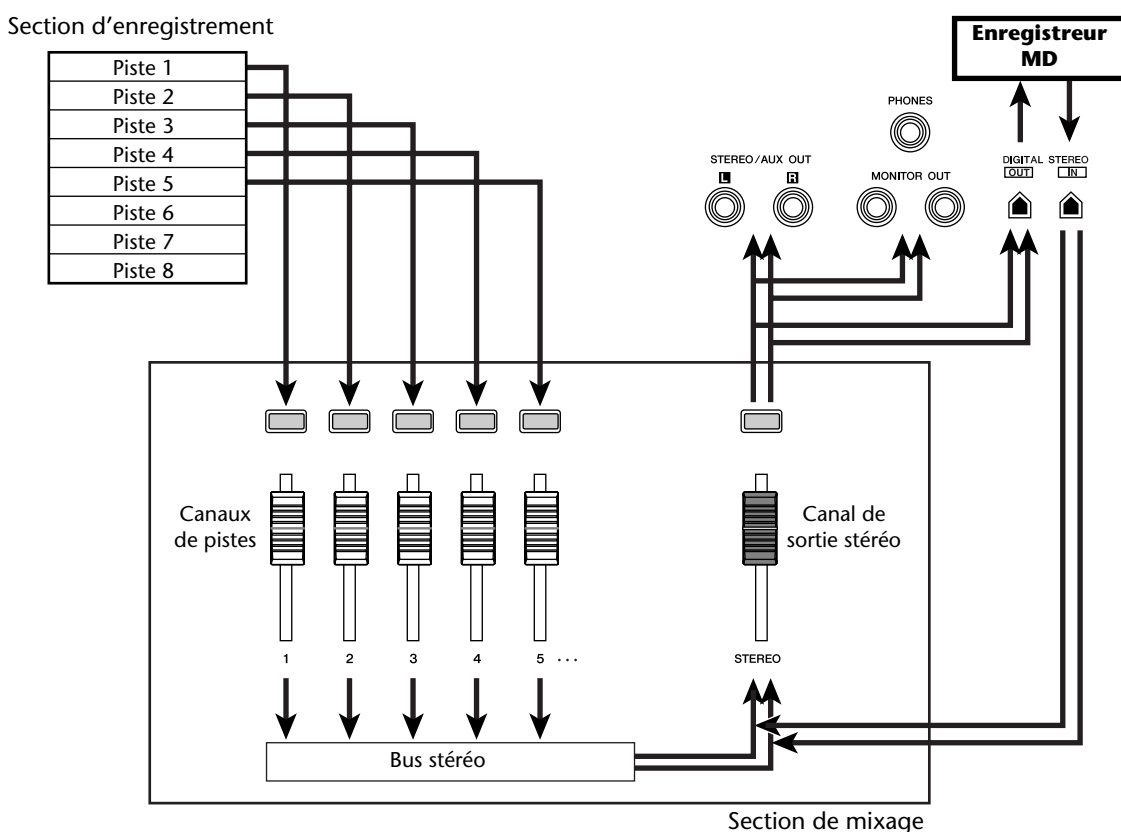 Section d'enregistrement
Piste 1
Piste 2
Piste 3
Piste 4
Piste 5
Piste 6
Piste 7
Piste 8
Enregistreur
MD
PHONES
STEREO/AUX OUT
L R
MONITOR OUT
DIGITAL STEREO
OUT IN
Canaux
de pistes
Canal de
sortie stéréo
1 2 3 4 5 ...
STEREO
Bus stéréo
Section de mixage